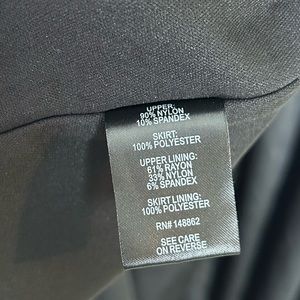 UPPER:
90% NYLON
10% SPANDEX
SKIRT:
100% POLYESTER
UPPER LINING:
61% RAYON
33% NYLON
6% SPANDEX
SKIRT LINING:
100% POLYESTER
RN# 148862
SEE CARE
ON REVERSE